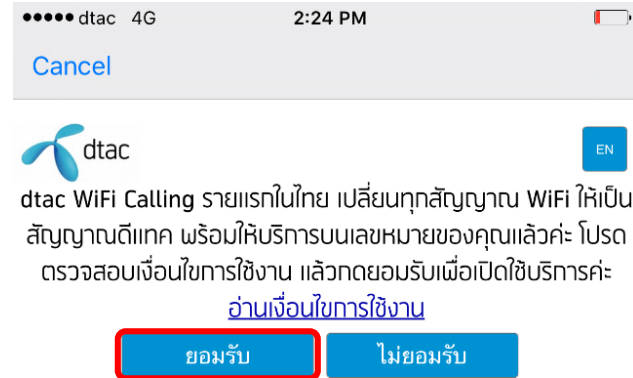 dtac 4G 2:24 PM
Cancel
dtac EN
dtac WiFi Calling รายแรกในไทย เปลี่ยนทุกสัญญาณ WiFi ให้เป็น
สัญญาณดีแทค พร้อมให้บริการบนเลขหมายของคุณแล้วค่ะ โปรด
ตรวจสอบเงื่อนไขการใช้งาน แล้วกดยอมรับเพื่อเปิดใช้บริการค่ะ
อ่านเงื่อนไขการใช้งาน
ยอมรับ ไม่ยอมรับ